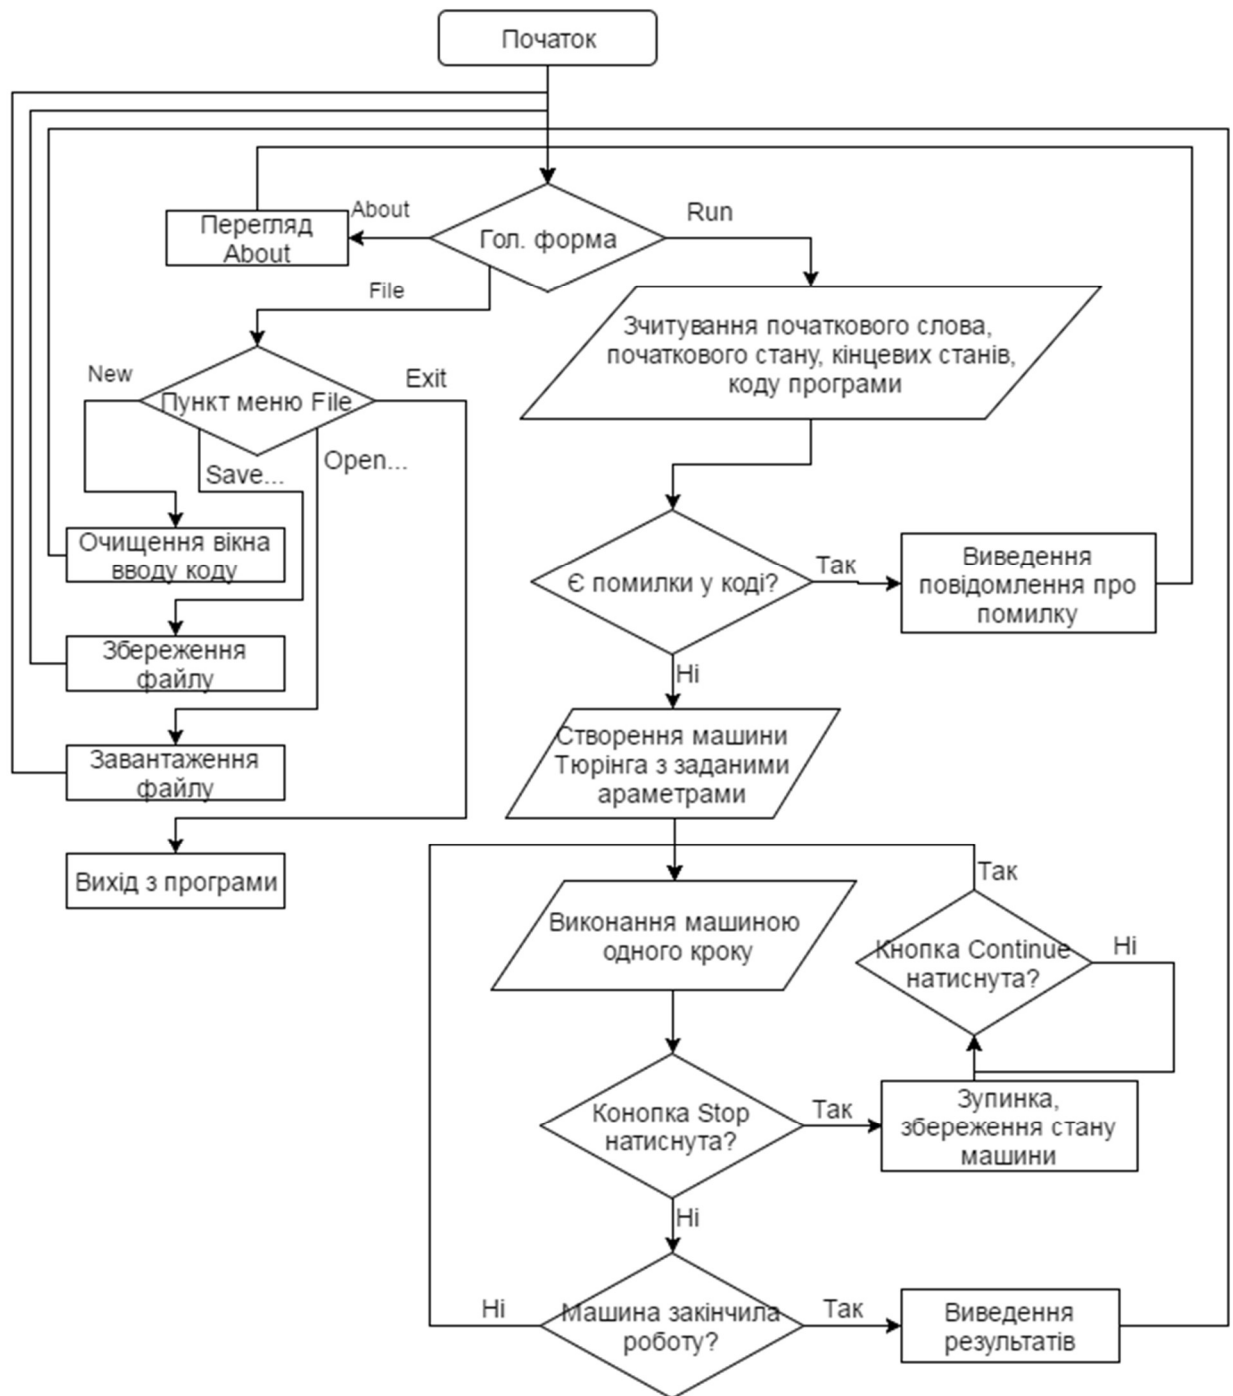 Початок
About
Run
Перегляд
About
Гол. форма
File
Зчитування початкового слова,
початкового стану, кінцевих станів,
коду програми
New
Exit
Пункт меню File
Save...
Open...
Очищення вікна
вводу коду
Є помилки у коді?
Так
Виведення
повідомлення про
помилку
Збереження
файлу
Ні
Створення машини
Тюрінга з заданими
араметрами
Завантаження
файлу
Вихід з програми
Так
Виконання машиною
одного кроку
Кнопка Continue
натиснута?
Ні
Конопка Stop
натиснута?
Так
Зупинка,
збереження стану
машини
Ні
Ні
Машина закінчила
роботу?
Так
Виведення
результатів